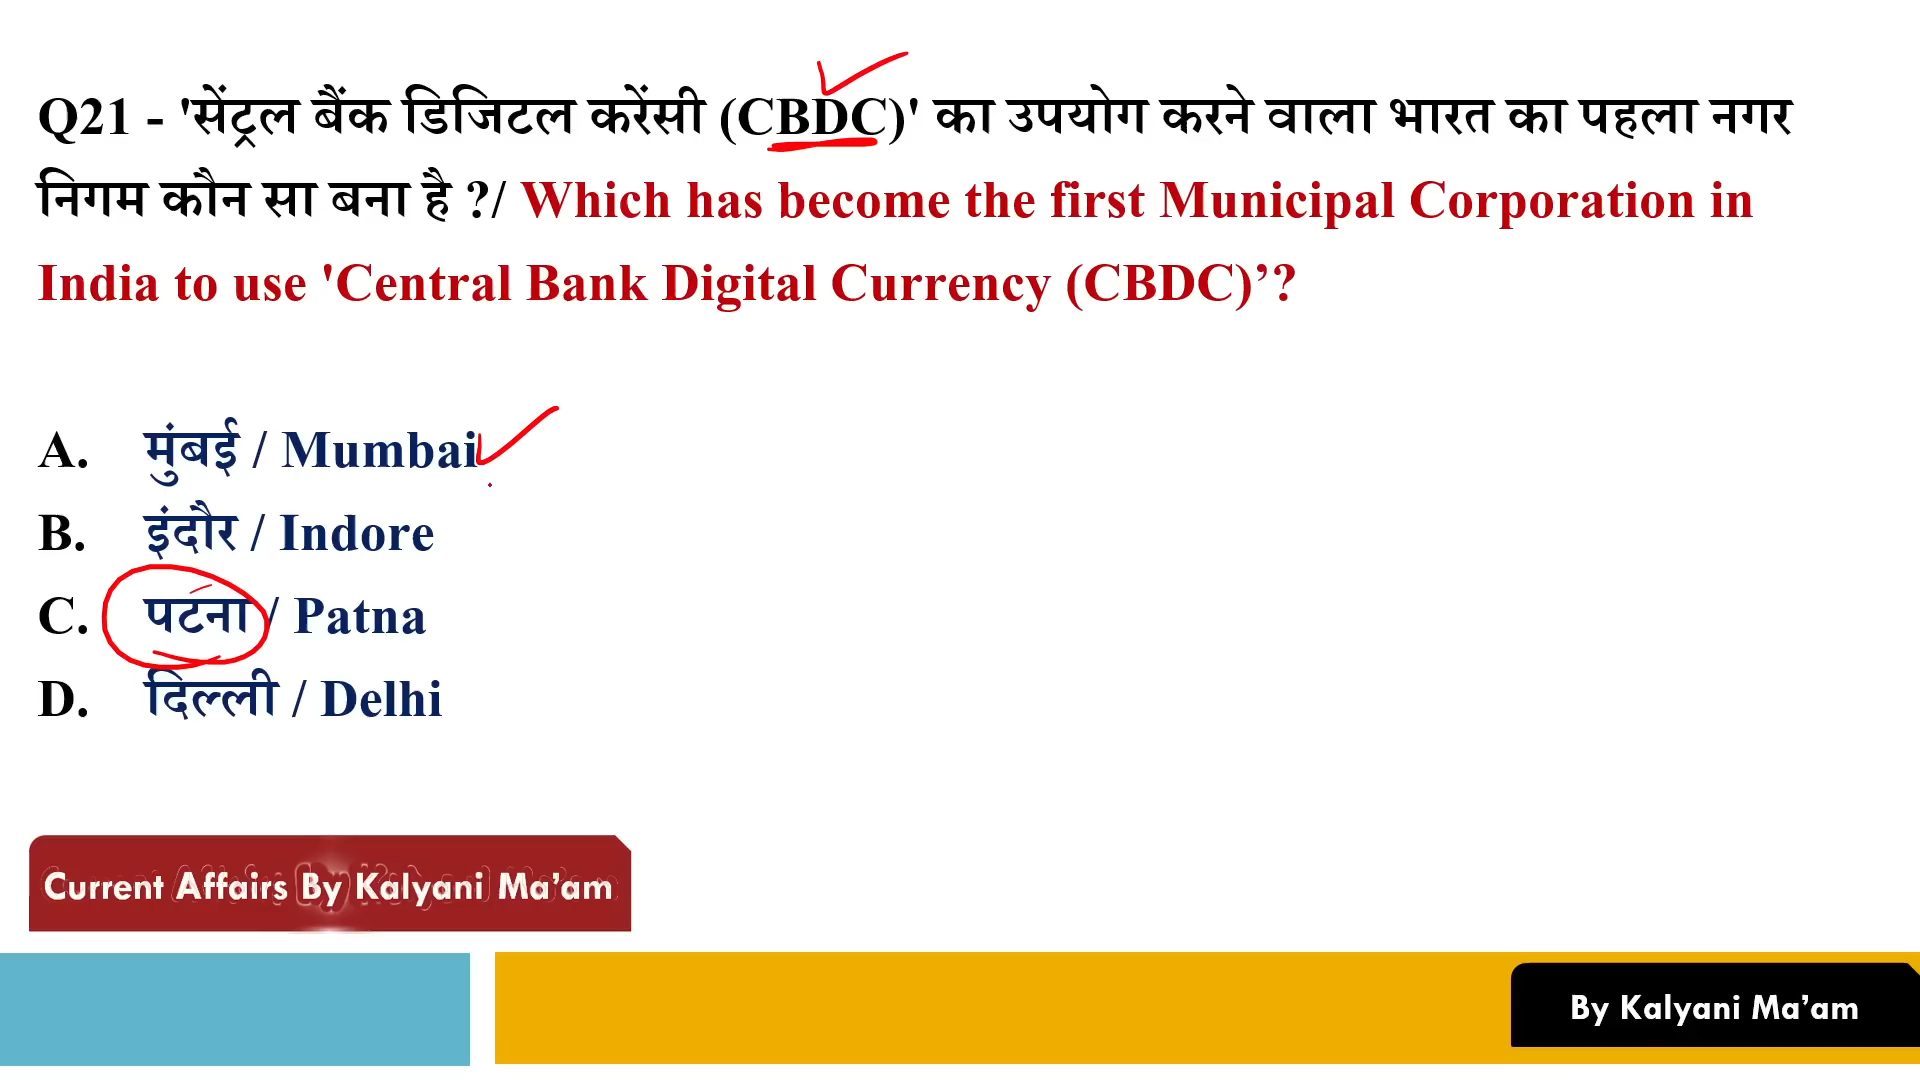 Q21 - 'सेंट्रल बैंक डिजिटल करेंसी (CBDC)' का उपयोग करने वाला भारत का पहला नगर
निगम कौन सा बना है ?/ Which has become the first Municipal Corporation in
India to use 'Central Bank Digital Currency (CBDC)’?
A. मुंबई / Mumbai
B. इंदौर / Indore
C. पटना / Patna
D. दिल्ली / Delhi
Current Affairs By Kalyani Ma’am
By Kalyani Ma’am